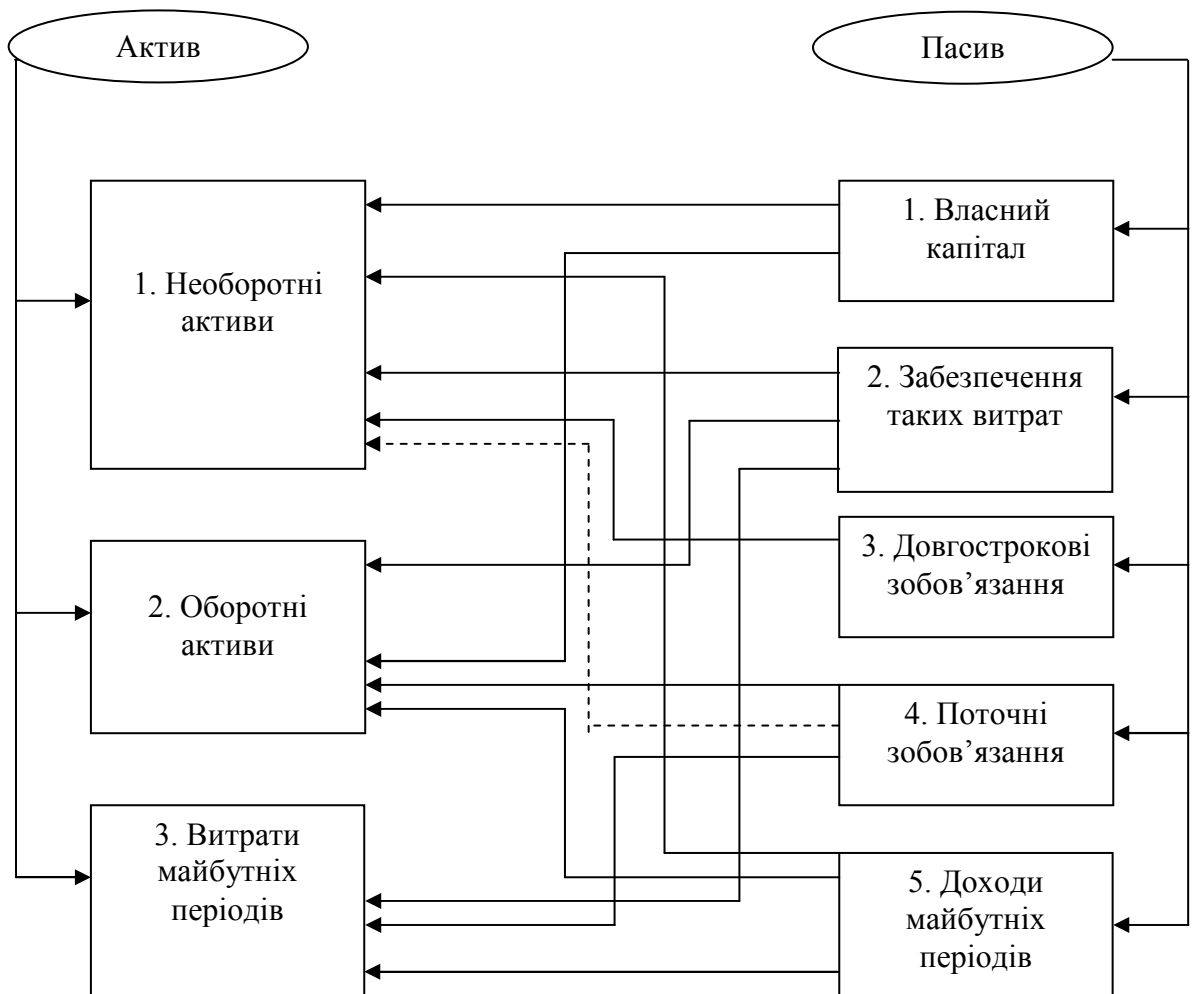 Актив
Пасив
1. Необоротні
активи
2. Оборотні
активи
3. Витрати
майбутніх
періодів
1. Власний
капітал
2. Забезпечення
таких витрат
3. Довгострокові
зобов’язання
4. Поточні
зобов’язання
5. Доходи
майбутніх
періодів